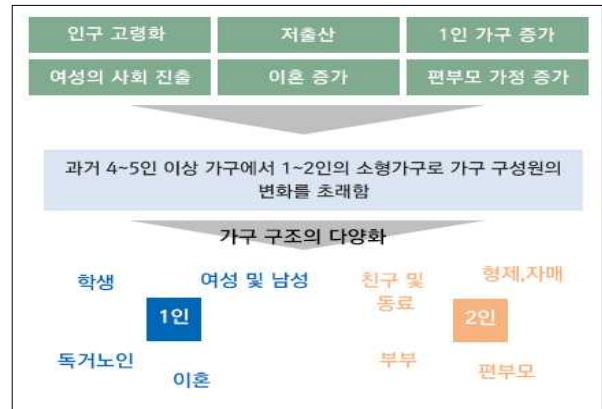 인구 고령화
저출산
1인 가구 증가
여성의 사회 진출
이혼 증가
편부모 가정 증가
과거 4~5인 이상 가구에서 1~2인의 소형가구로 가구 구성원의
변화를 초래함
가구 구조의 다양화
학생
여성 및 남성
1인
독거노인
이혼
친구 및
동료
형제,자매
2인
부부
편부모